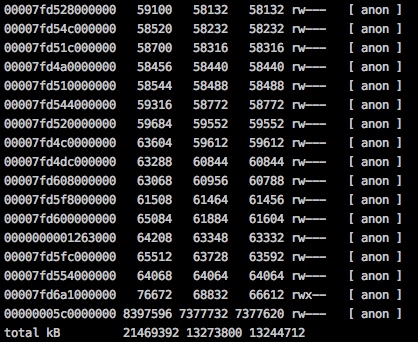 00007fd528000000 59100 58132 58132 rw--- [ anon ]
00007fd54c000000 58520 58232 58232 rw--- [ anon ]
00007fd51c000000 58700 58316 58316 rw--- [ anon ]
00007fd4a0000000 58456 58440 58440 rw--- [ anon ]
00007fd510000000 58544 58488 58488 rw--- [ anon ]
00007fd544000000 59316 58772 58772 rw--- [ anon ]
00007fd520000000 59684 59552 59552 rw--- [ anon ]
00007fd4c0000000 63604 59612 59612 rw--- [ anon ]
00007fd4dc000000 63288 60844 60844 rw--- [ anon ]
00007fd608000000 63068 60956 60788 rw--- [ anon ]
00007fd5f8000000 61508 61464 61456 rw--- [ anon ]
00007fd600000000 65084 61884 61604 rw--- [ anon ]
0000000001263000 64208 63348 63332 rw--- [ anon ]
00007fd5fc000000 65512 63728 63592 rw--- [ anon ]
00007fd554000000 64068 64064 64064 rw--- [ anon ]
00007fd6a1000000 76672 68832 66612 rwx-- [ anon ]
00000005c0000000 8397596 7377732 7377620 rw--- [ anon ]
total kB 21469392 13273800 13244712